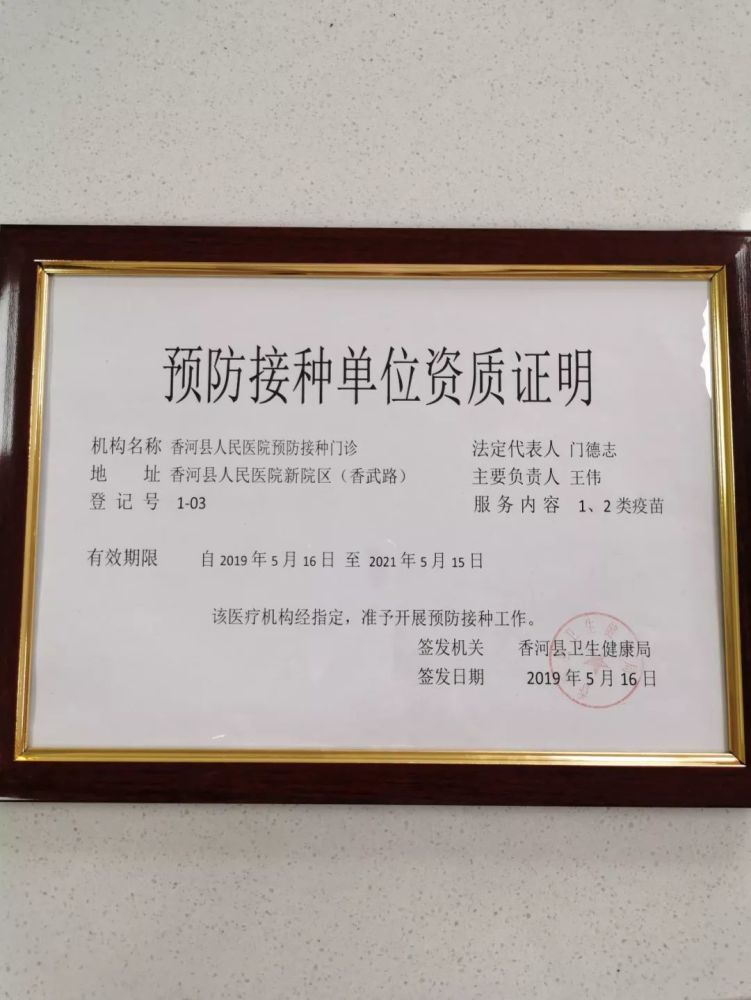 预防接种单位资质证明
机构名称 香河县人民医院预防接种门诊 法定代表人 门德志
地 址 香河县人民医院新院区（香武路） 主要负责人 王伟
登 记 号 1-03 服 务 内 容 1、2 类疫苗
有效期限 自 2019 年 5 月 16 日 至 2021 年 5 月 15 日
该医疗机构经指定，准予开展预防接种工作。
签发机关 香河县卫生健康局
签发日期 2019 年 5 月 16 日